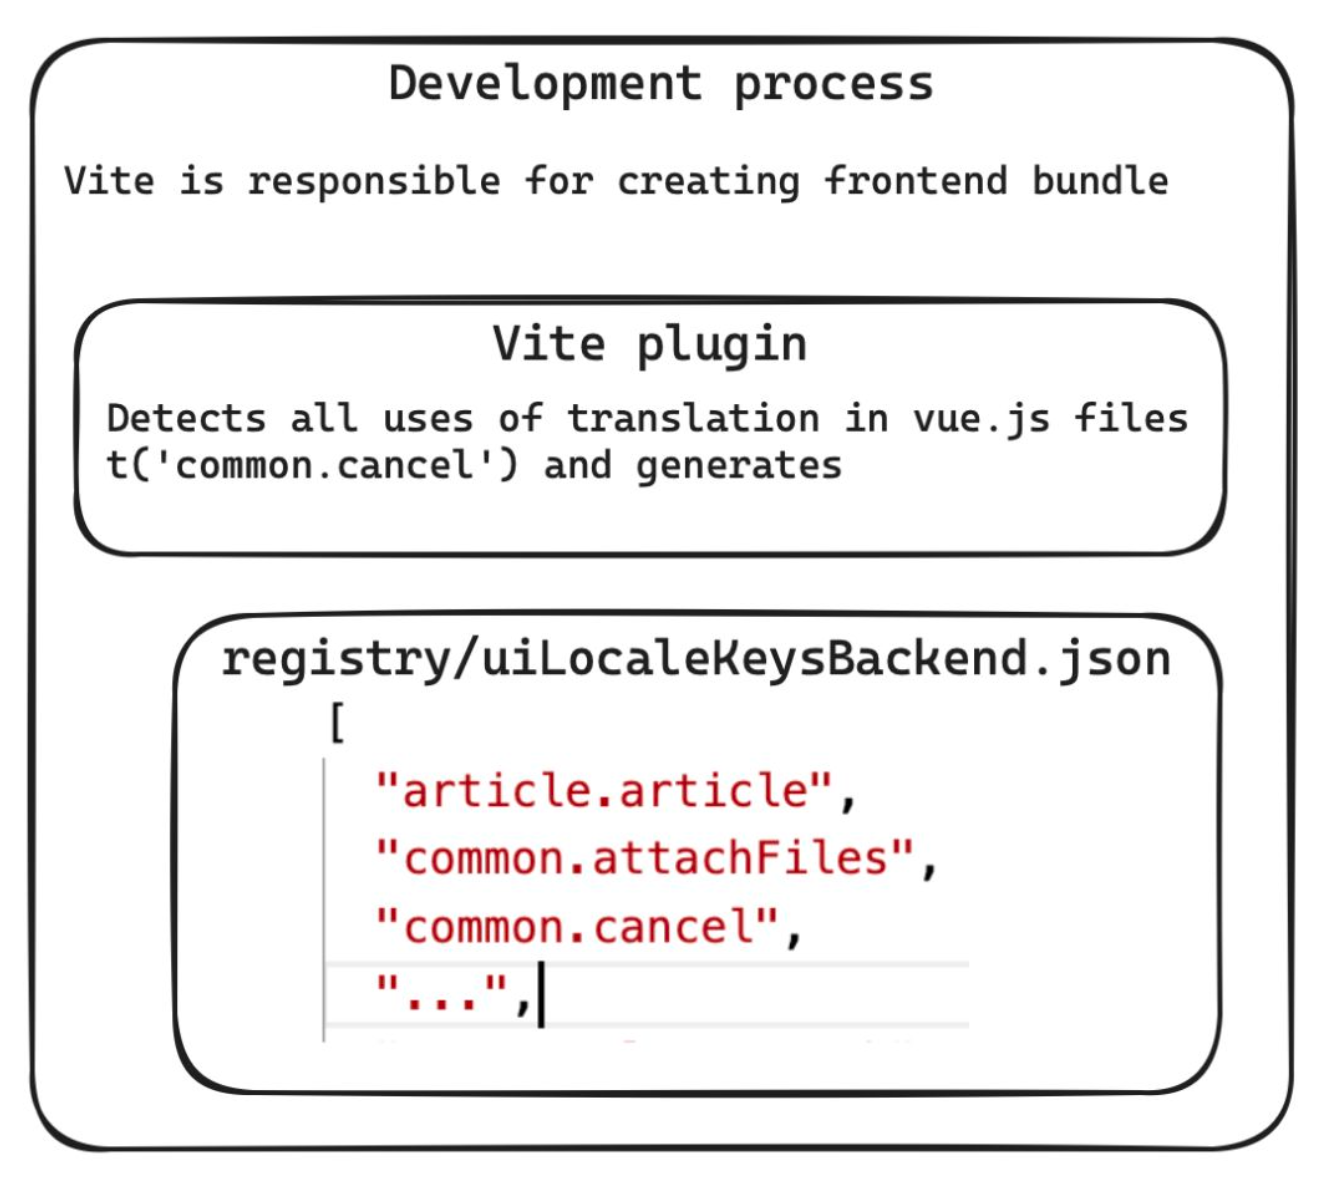 Development process
Vite is responsible for creating frontend bundle
Vite plugin
Detects all uses of translation in vue.js files
t('common.cancel') and generates
registry/uiLocaleKeysBackend.json
[
"article.article",
"common.attachFiles",
"common.cancel",
"...",